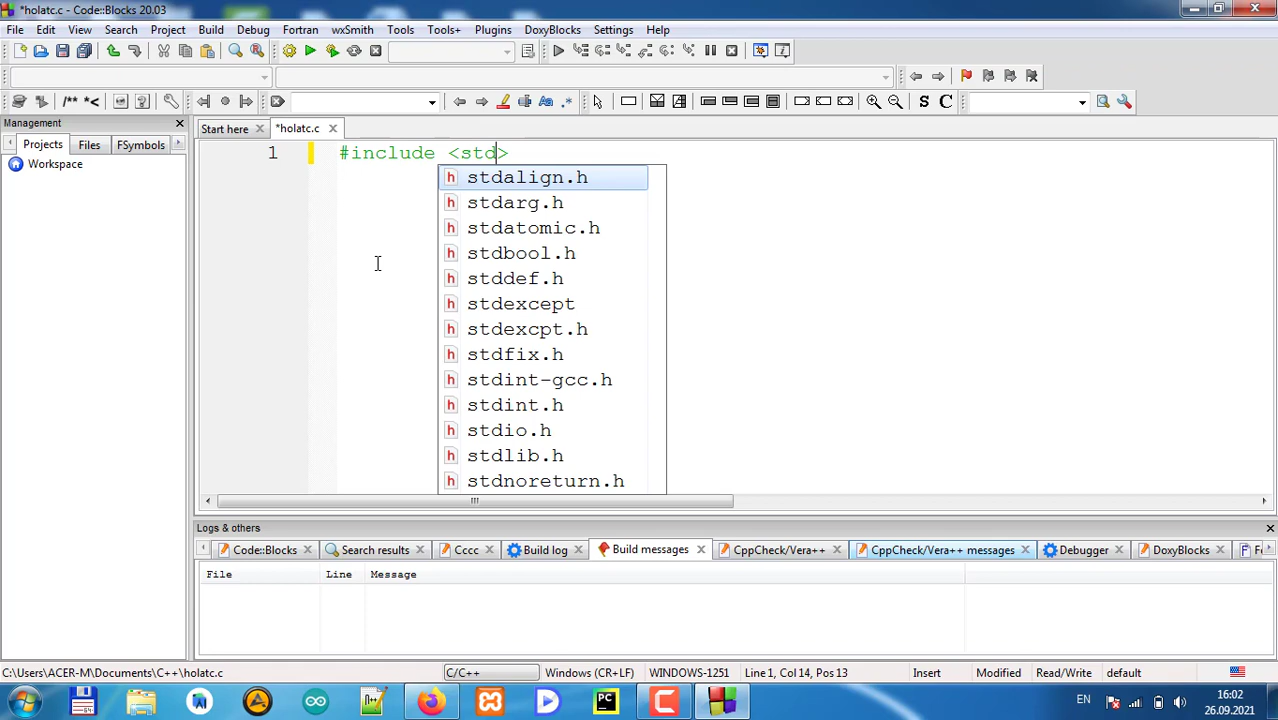 *holatc.c - Code::Blocks 20.03
File Edit View Search Project Build Debug Fortran wxSmith Tools Tools+ Plugins DoxyBlocks Settings Help
/** *< Aa .* S C
Management
Projects Files FSymbols
Workspace
Start here *holatc.c
1 #include <std>
stdalign.h
stdarg.h
stdatomic.h
stdbool.h
stddef.h
stdexcept
stdexcpt.h
stdfix.h
stdint-gcc.h
stdint.h
stdio.h
stdlib.h
stdnoreturn.h
Logs & others
Code::Blocks Search results Cccc Build log Build messages CppCheck/Vera++ CppCheck/Vera++ messages Debugger DoxyBlocks
File Line Message
C:\Users\ACER-M\Documents\C++\holatc.c C/C++ Windows (CR+LF) WINDOWS-1251 Line 1, Col 14, Pos 13 Insert Modified Read/Write default
PC EN 16:02
26.09.2021